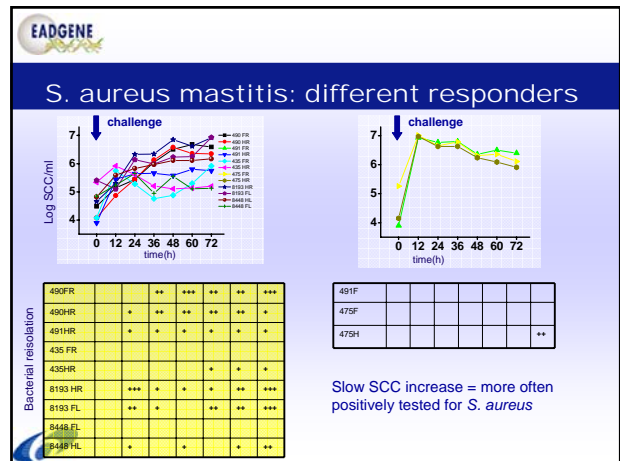 EADGENE
S. aureus mastitis: different responders
challenge
Log SCC/ml
7
6
5
4
0 12 24 36 48 60 72
time(h)
490 FR
490 HR
491 HR
435 FR
435 HR
475 FR
475 HR
8193 HR
8193 FL
8448 HL
8448 FL
challenge
7
6
5
4
0 12 24 36 48 60 72
time(h)
Bacterial reisolation
490FR ++ +++ ++ ++ +++
490HR + ++ ++ ++ ++ +
491HR + + + + + +
435 FR
435HR + + +
8193 HR +++ + + + ++ +++
8193 FL ++ + ++ ++ +++
8448 FL
8448 HL + + + ++
491F
475F
475H ++
Slow SCC increase = more often
positively tested for S. aureus